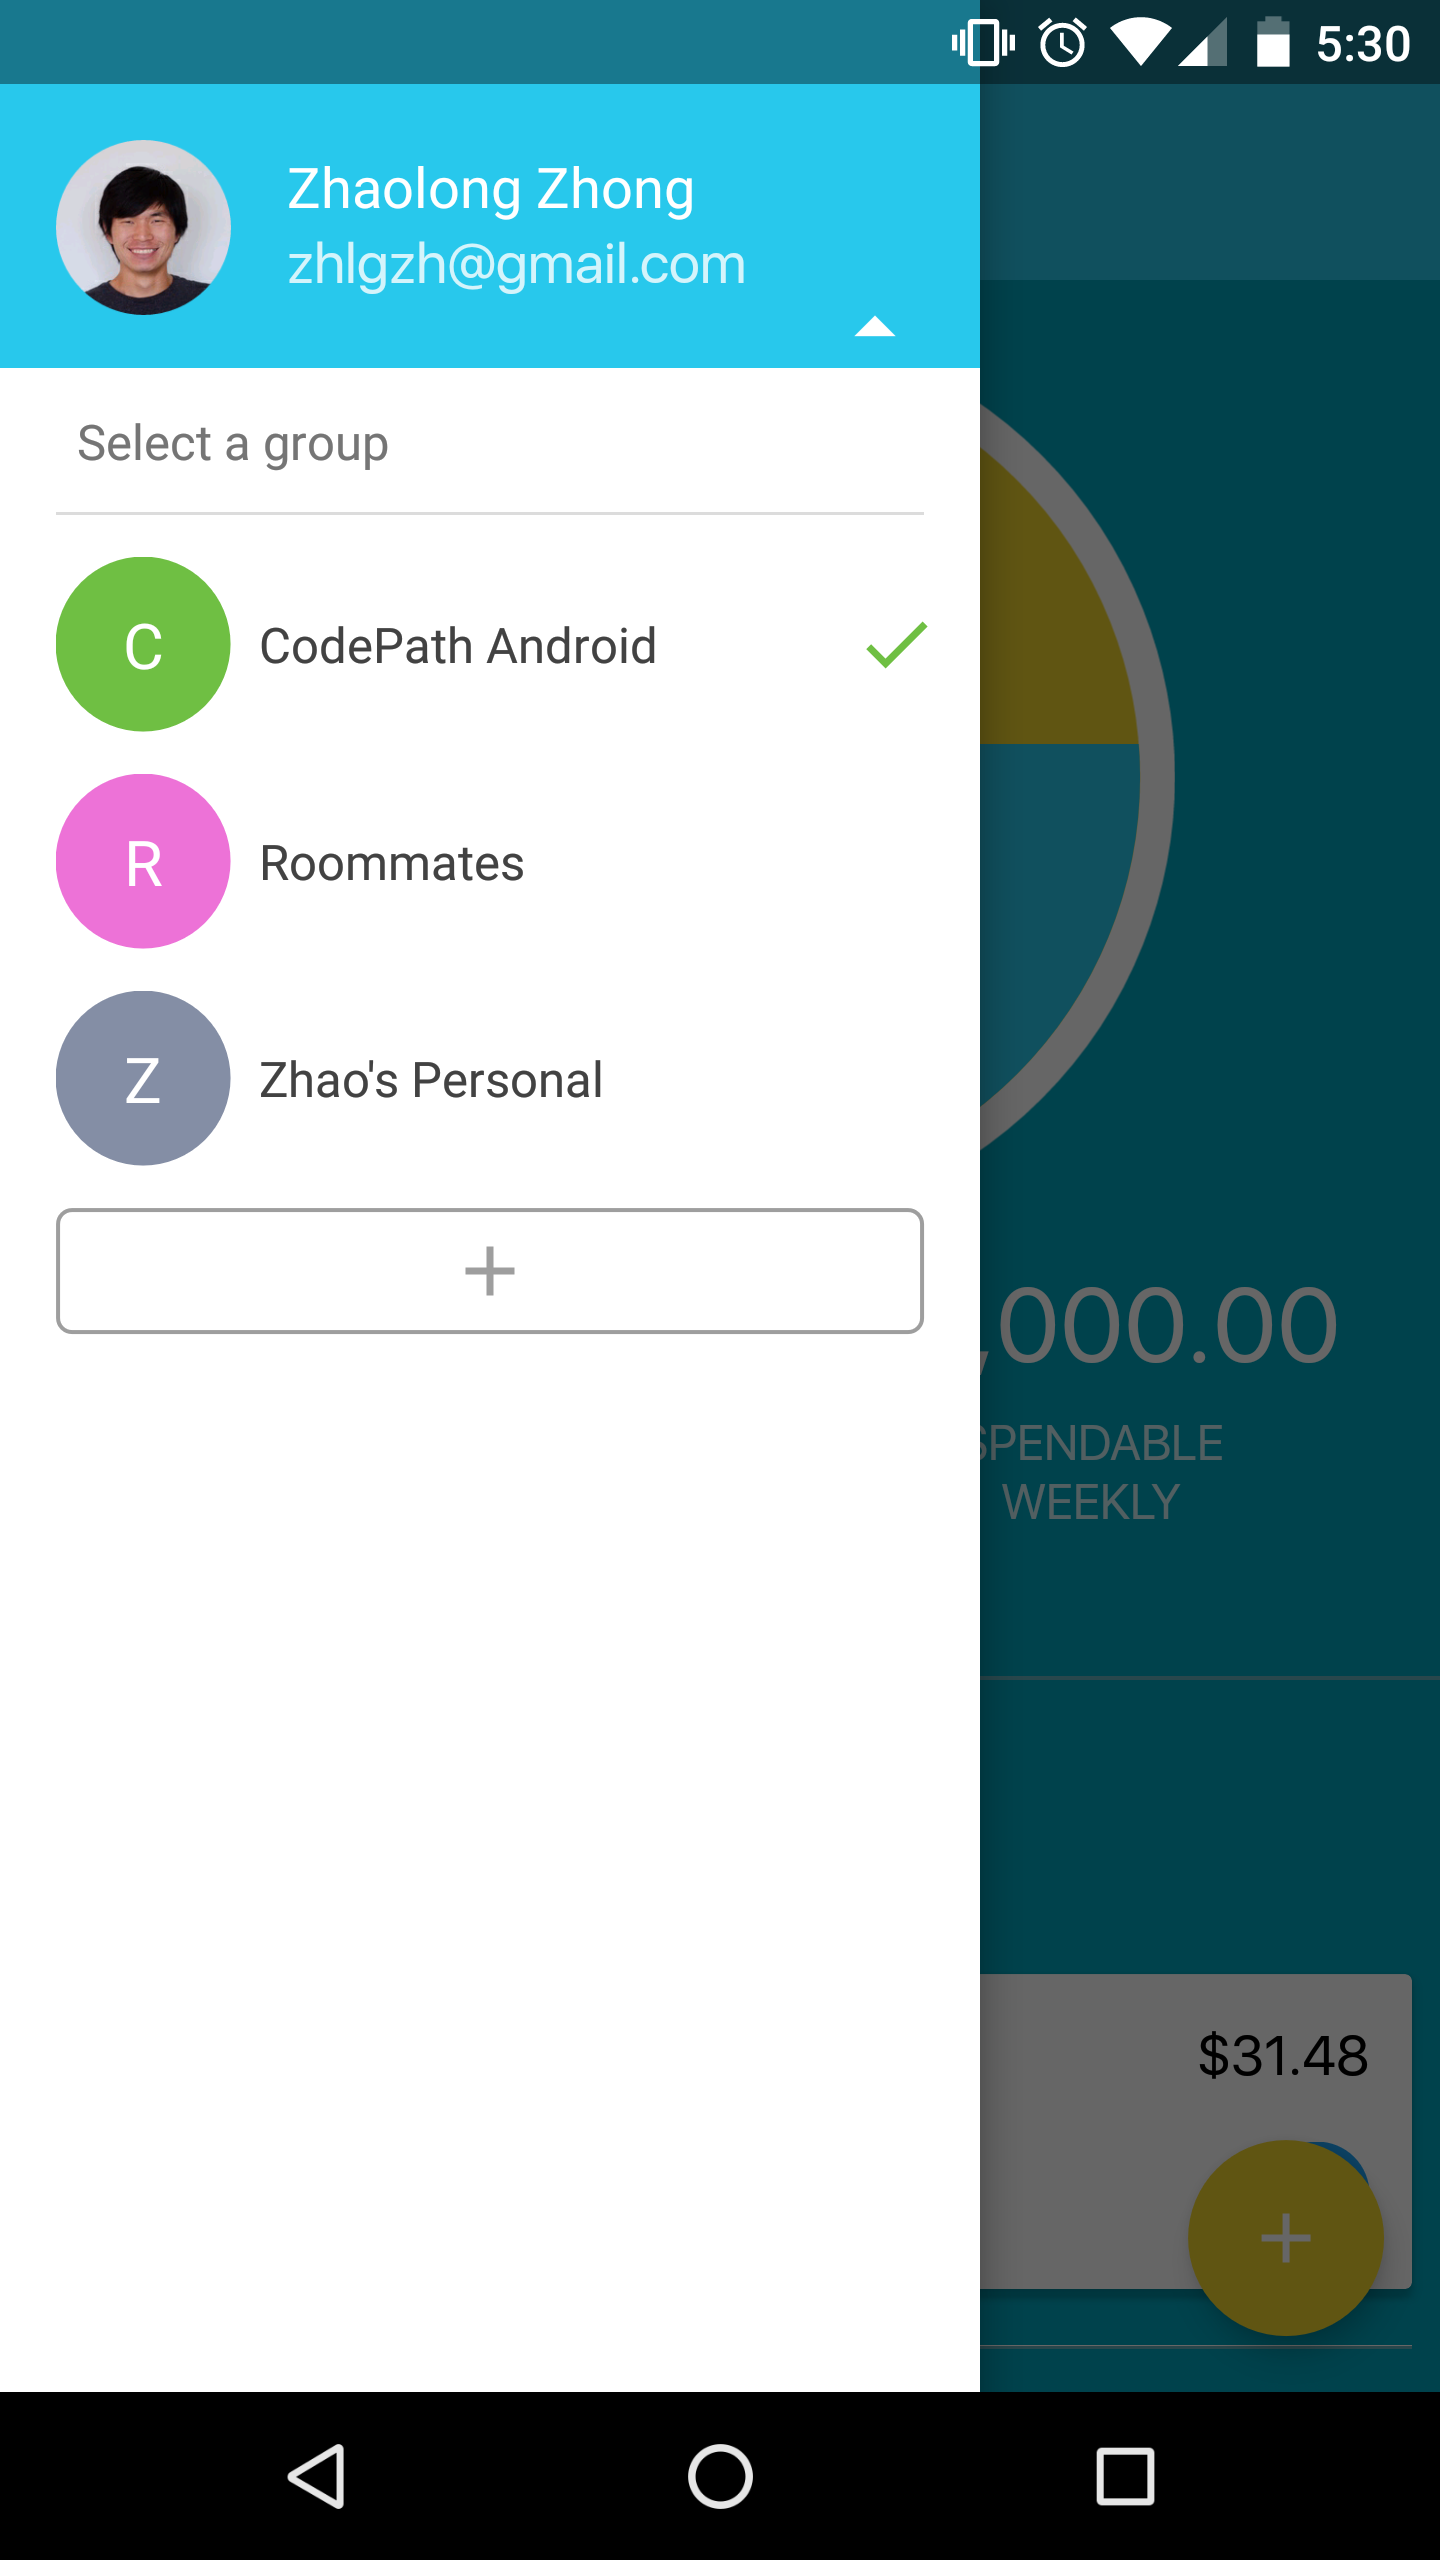 5:30
Zhaolong Zhong
zhlgzh@gmail.com
Select a group
C CodePath Android
R Roommates
Z Zhao's Personal
,000.00
SPENDABLE
WEEKLY
$31.48